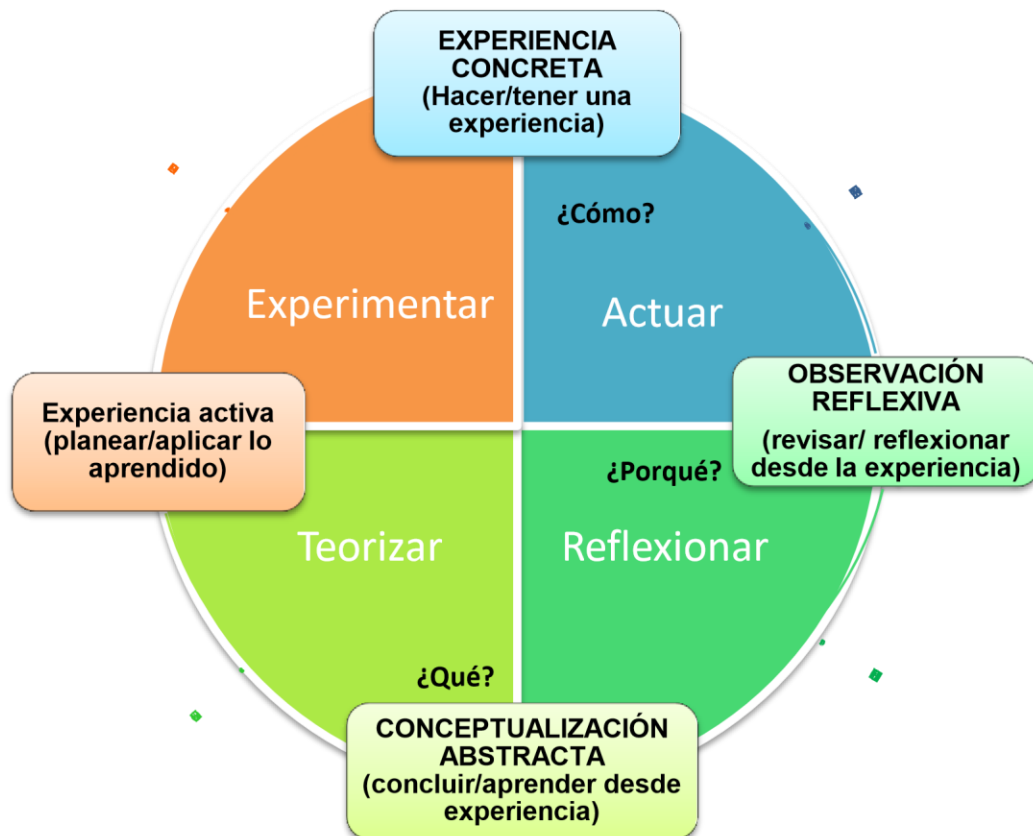 EXPERIENCIA
CONCRETA
(Hacer/tener una
experiencia)
¿Cómo?
Experimentar
Actuar
OBSERVACIÓN
REFLEXIVA
(revisar/ reflexionar
desde la experiencia)
Experiencia activa
(planear/aplicar lo
aprendido)
¿Porqué?
Teorizar
Reflexionar
¿Qué?
CONCEPTUALIZACIÓN
ABSTRACTA
(concluir/aprender desde
experiencia)